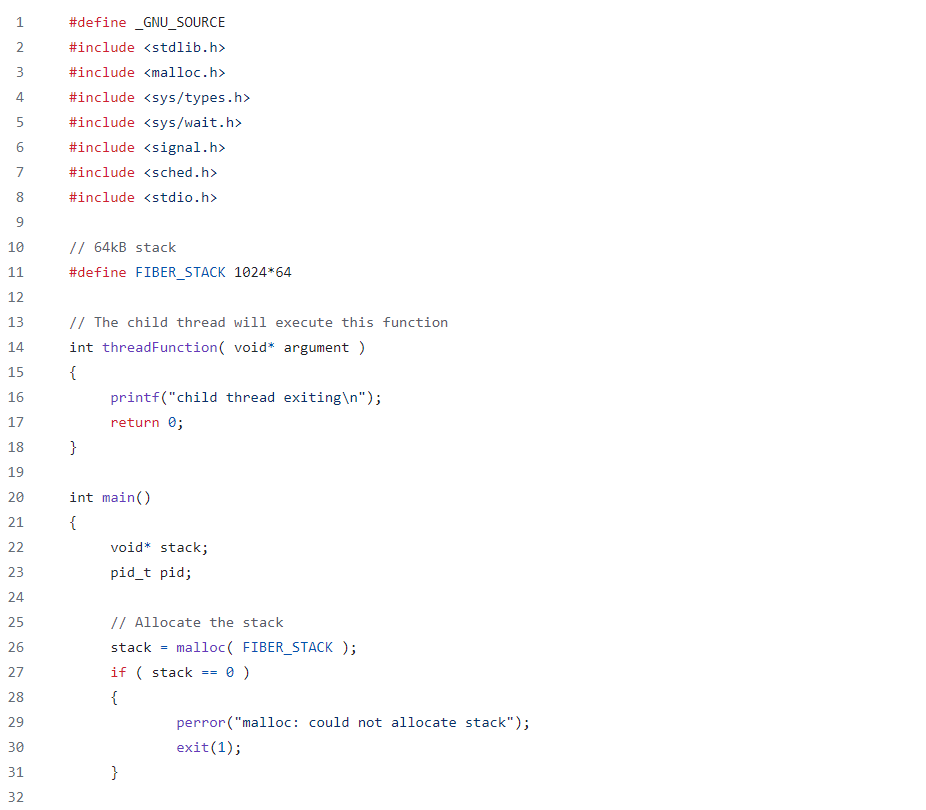 1 #define _GNU_SOURCE
2 #include <stdlib.h>
3 #include <malloc.h>
4 #include <sys/types.h>
5 #include <sys/wait.h>
6 #include <signal.h>
7 #include <sched.h>
8 #include <stdio.h>
9
10 // 64kB stack
11 #define FIBER_STACK 1024*64
12
13 // The child thread will execute this function
14 int threadFunction( void* argument )
15 {
16 printf("child thread exiting\n");
17 return 0;
18 }
19
20 int main()
21 {
22 void* stack;
23 pid_t pid;
24
25 // Allocate the stack
26 stack = malloc( FIBER_STACK );
27 if ( stack == 0 )
28 {
29 perror("malloc: could not allocate stack");
30 exit(1);
31 }
32